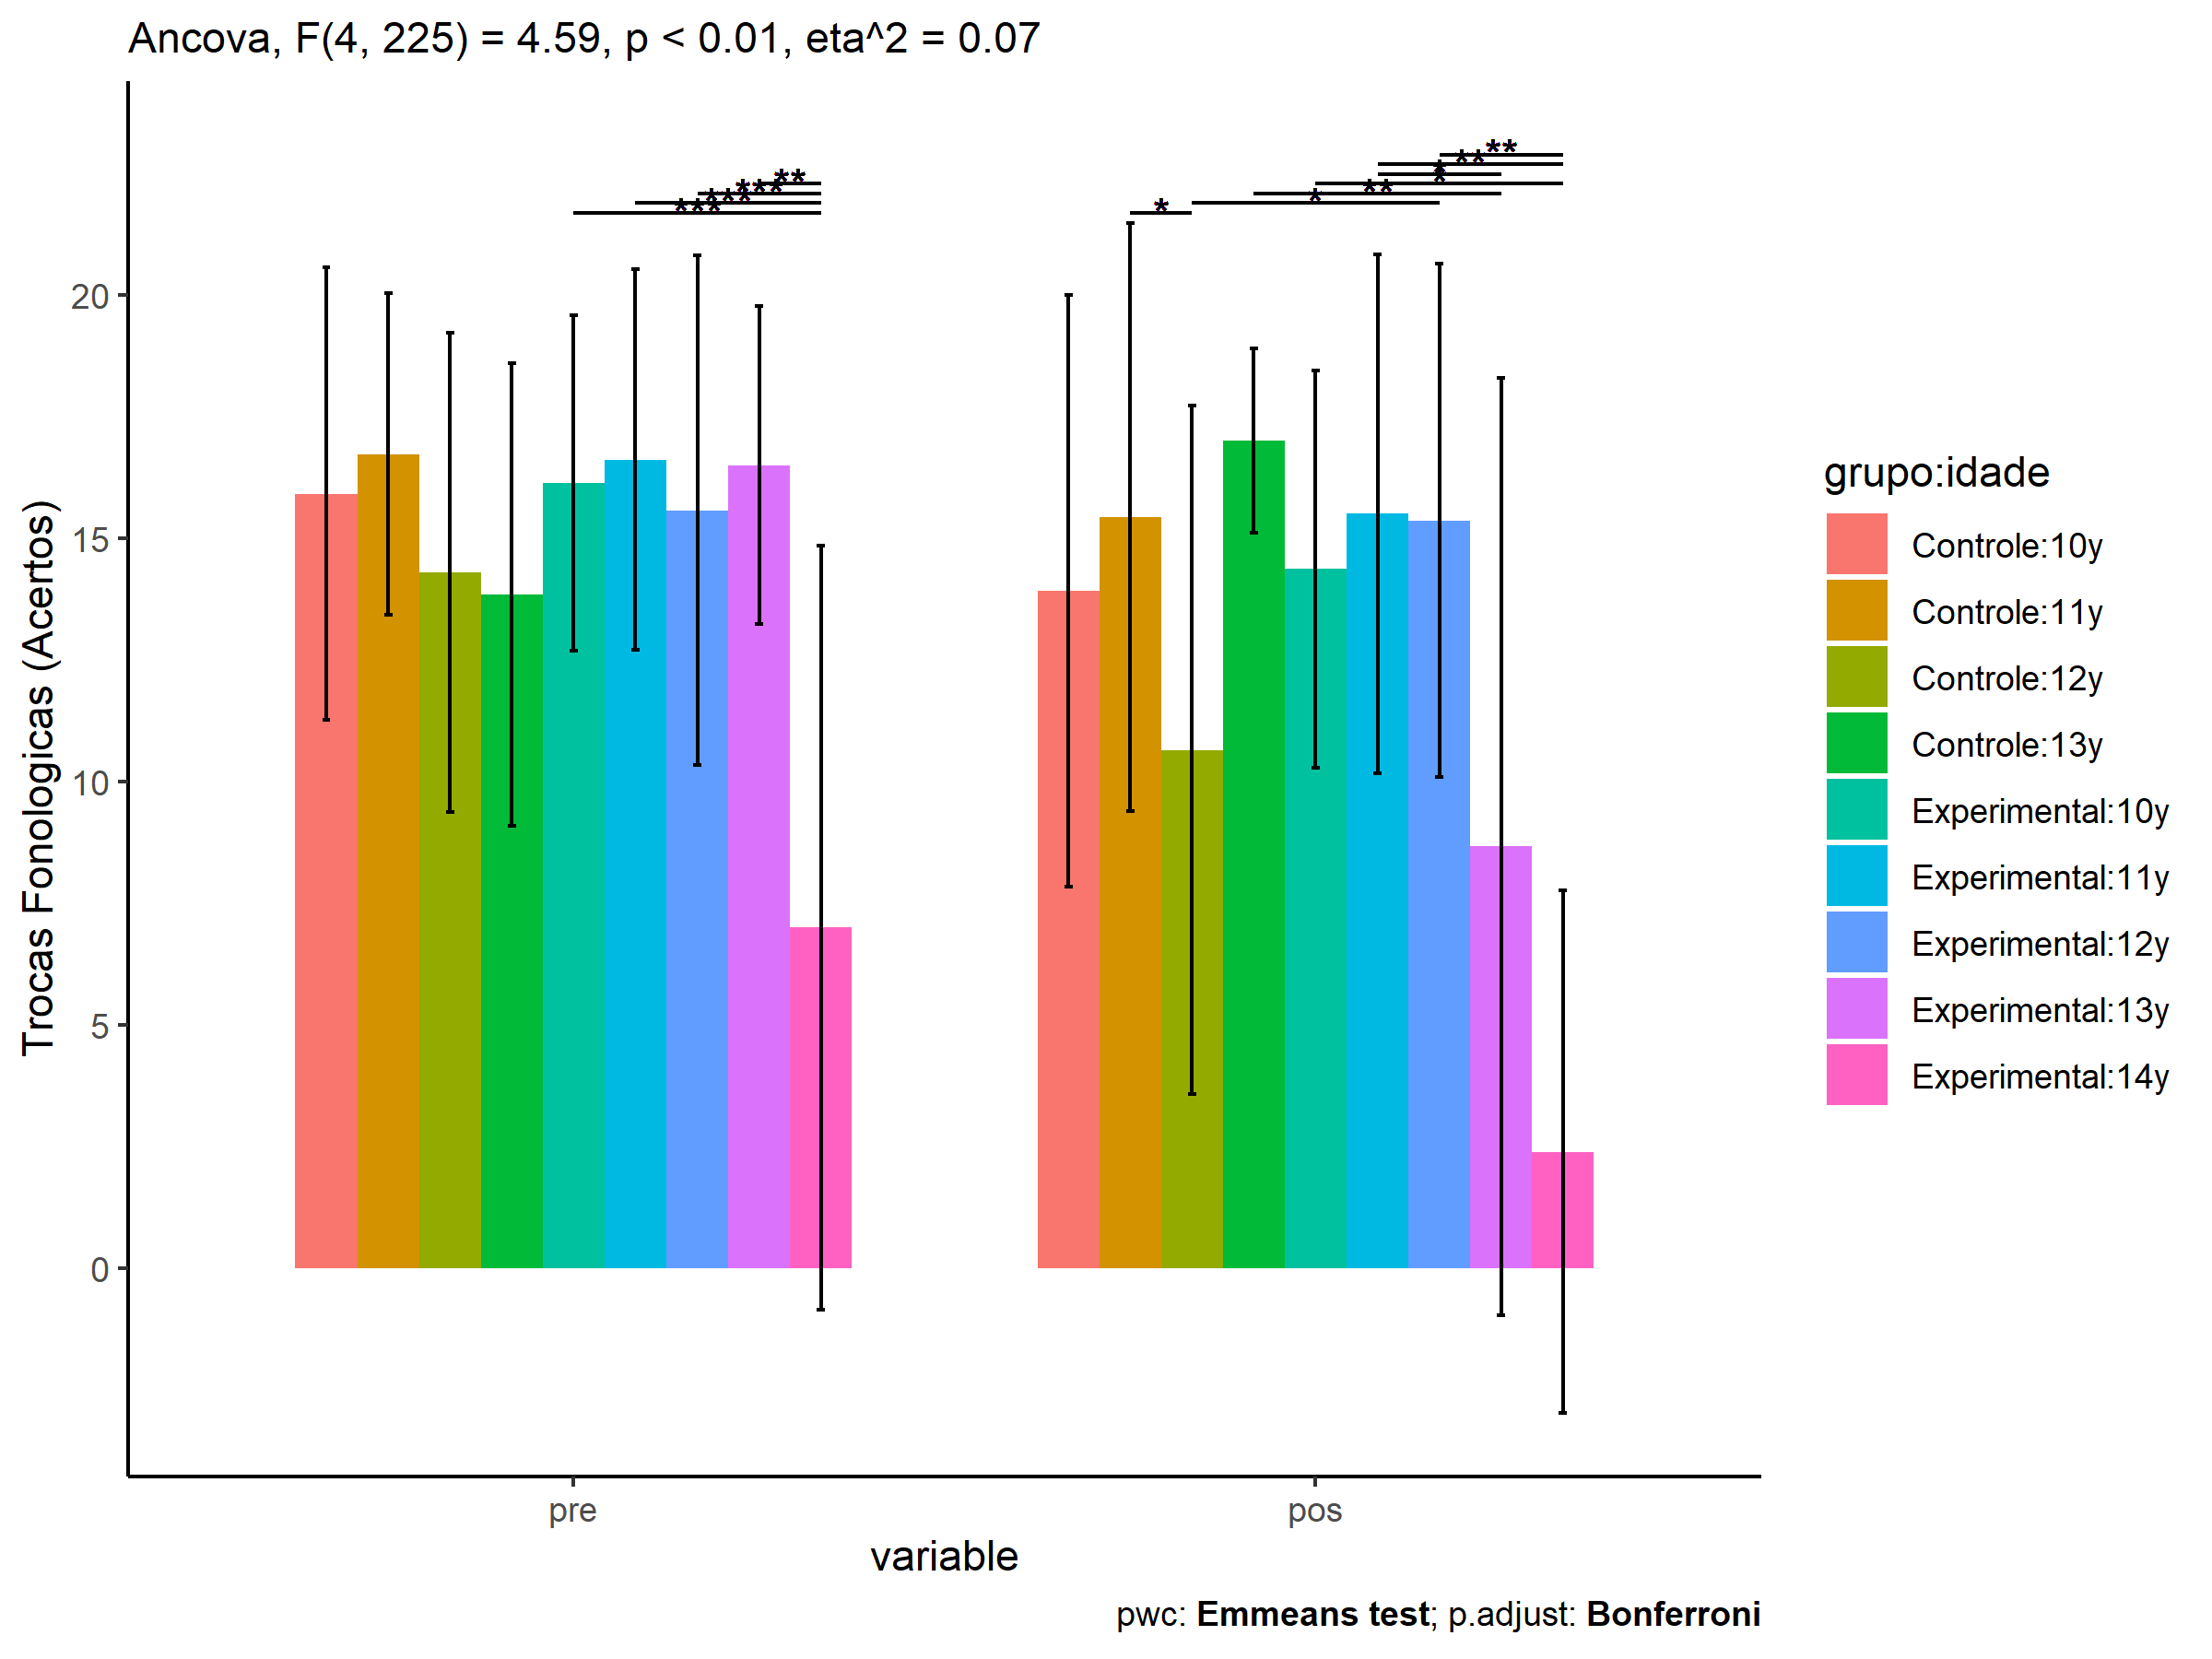 Ancova, F(4, 225) = 4.59, p < 0.01, eta^2 = 0.07
Trocas Fonologicas (Acertos)
20
15
10
5
0
**
*
*
**
*
*
pre
pos
variable
grupo:idade
Controle:10y
Controle:11y
Controle:12y
Controle:13y
Experimental:10y
Experimental:11y
Experimental:12y
Experimental:13y
Experimental:14y
pwc: Emmeans test; p.adjust: Bonferroni